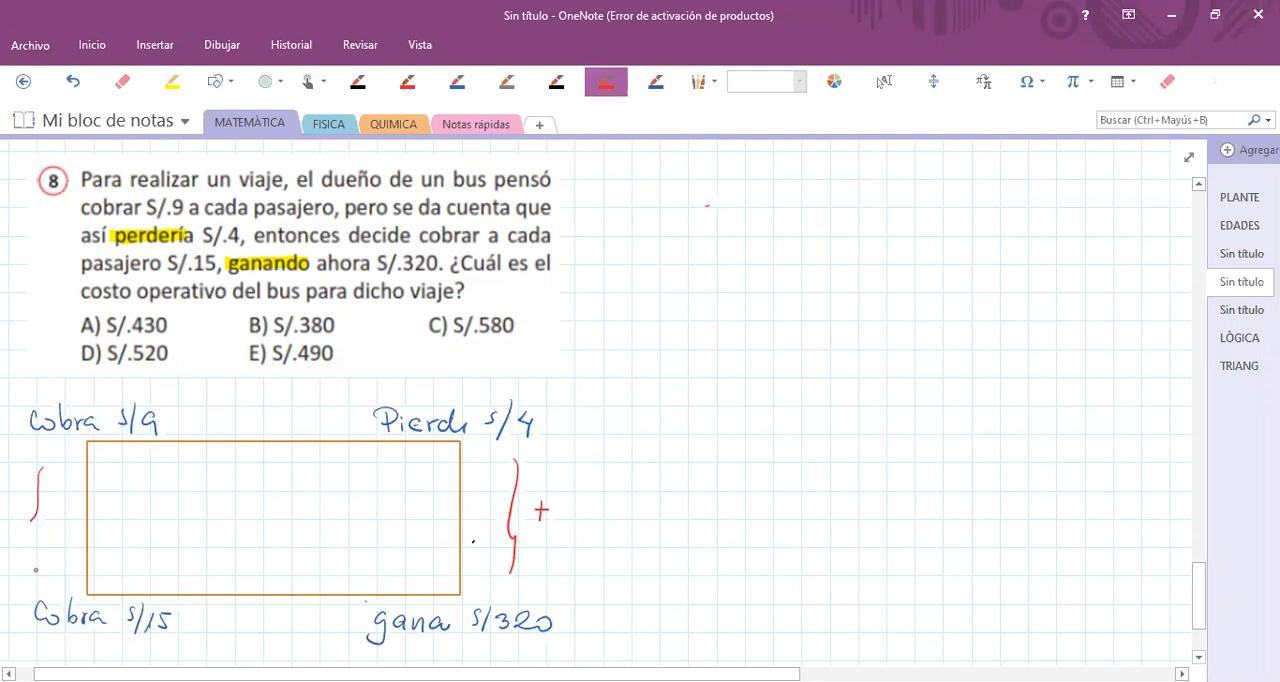 Sin título - OneNote (Error de activación de productos)
?
Archivo Inicio Insertar Dibujar Historial Revisar Vista
Mi bloc de notas MATEMÀTICA FISICA QUIMICA Notas rápidas +
Buscar (Ctrl+Mayús+B)
Agregar
PLANTE
EDADES
Sin título
Sin título
Sin título
LÒGICA
TRIANG
8 Para realizar un viaje, el dueño de un bus pensó
cobrar S/.9 a cada pasajero, pero se da cuenta que
así perdería S/.4, entonces decide cobrar a cada
pasajero S/.15, ganando ahora S/.320. ¿Cuál es el
costo operativo del bus para dicho viaje?
A) S/.430 B) S/.380 C) S/.580
D) S/.520 E) S/.490
Cobra s/9 Pierde s/4
+
Cobra s/15 gana s/320